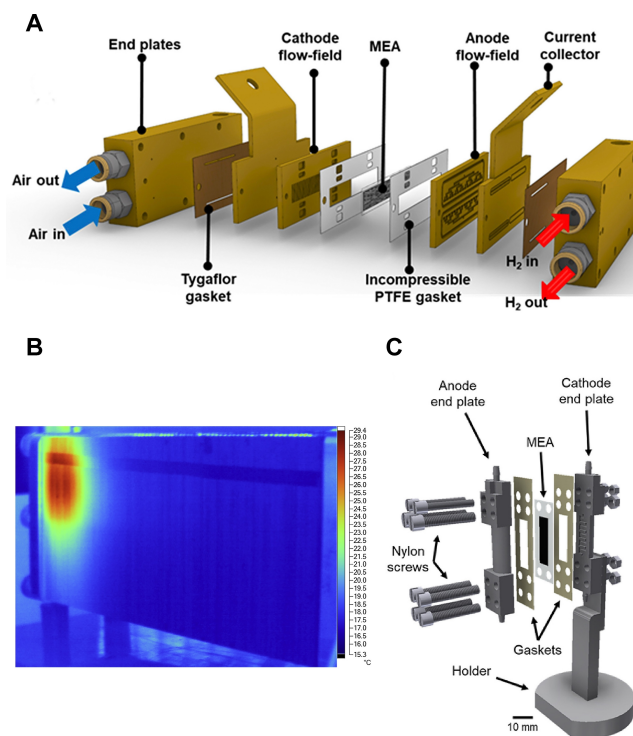 A
End plates
Cathode
flow-field
MEA
Anode
flow-field
Current
collector
Air out
Air in
Tygaflor
gasket
Incompressible
PTFE gasket
H2 in
H2 out
B
29.4
29.0
28.5
28.0
27.5
27.0
26.5
26.0
25.5
25.0
24.5
24.0
23.5
23.0
22.5
22.0
21.5
21.0
20.5
20.0
19.5
19.0
18.5
18.0
17.5
17.0
16.5
16.0
15.3
°C
C
Anode
end plate
Cathode
end plate
MEA
Nylon
screws
Gaskets
Holder
10 mm